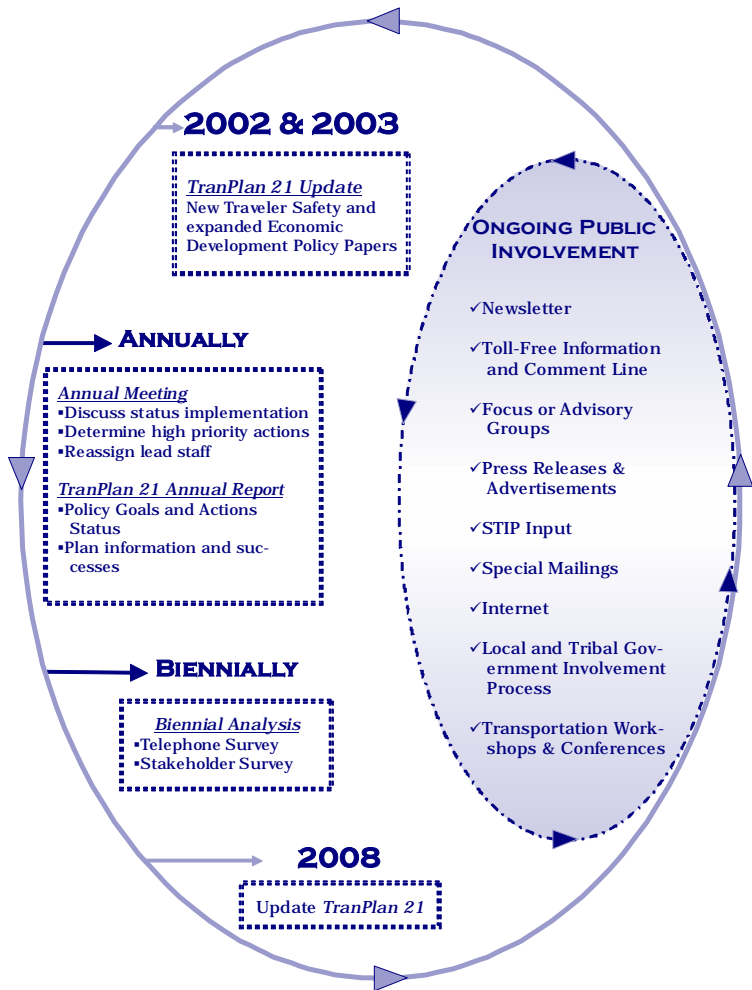 2002 & 2003
TranPlan 21 Update
New Traveler Safety and
expanded Economic
Development Policy Papers
ANNUALLY
Annual Meeting
▪Discuss status implementation
▪Determine high priority actions
▪Reassign lead staff
TranPlan 21 Annual Report
▪Policy Goals and Actions
Status
▪Plan information and suc-
cesses
BIENNIALLY
Biennial Analysis
▪Telephone Survey
▪Stakeholder Survey
2008
Update TranPlan 21
ONGOING PUBLIC
INVOLVEMENT
✓Newsletter
✓Toll-Free Information
and Comment Line
✓Focus or Advisory
Groups
✓Press Releases &
Advertisements
✓STIP Input
✓Special Mailings
✓Internet
✓Local and Tribal Gov-
ernment Involvement
Process
✓Transportation Work-
shops & Conferences